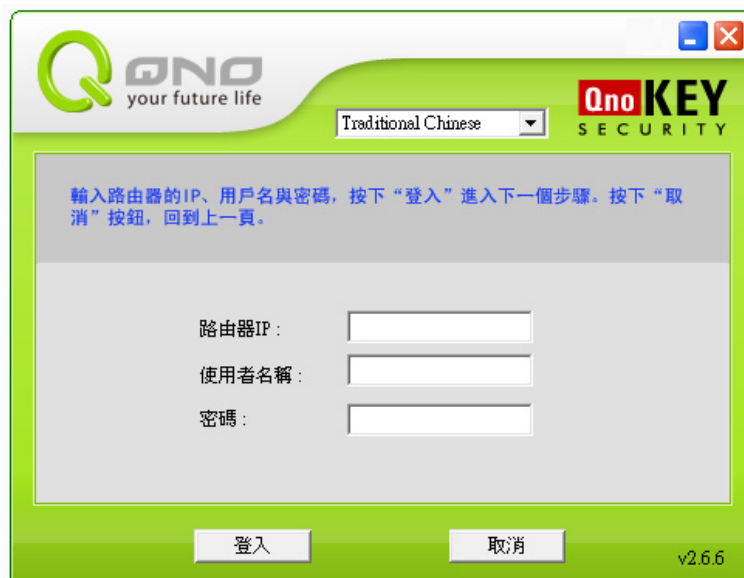 QNO
your future life
Traditional Chinese
Qno KEY
SECURITY
輸入路由器的IP、用戶名與密碼，按下“登入”進入下一個步驟。按下“取
消”按鈕，回到上一頁。
路由器IP :
使用者名稱 :
密碼 :
登入
取消
v2.6.6